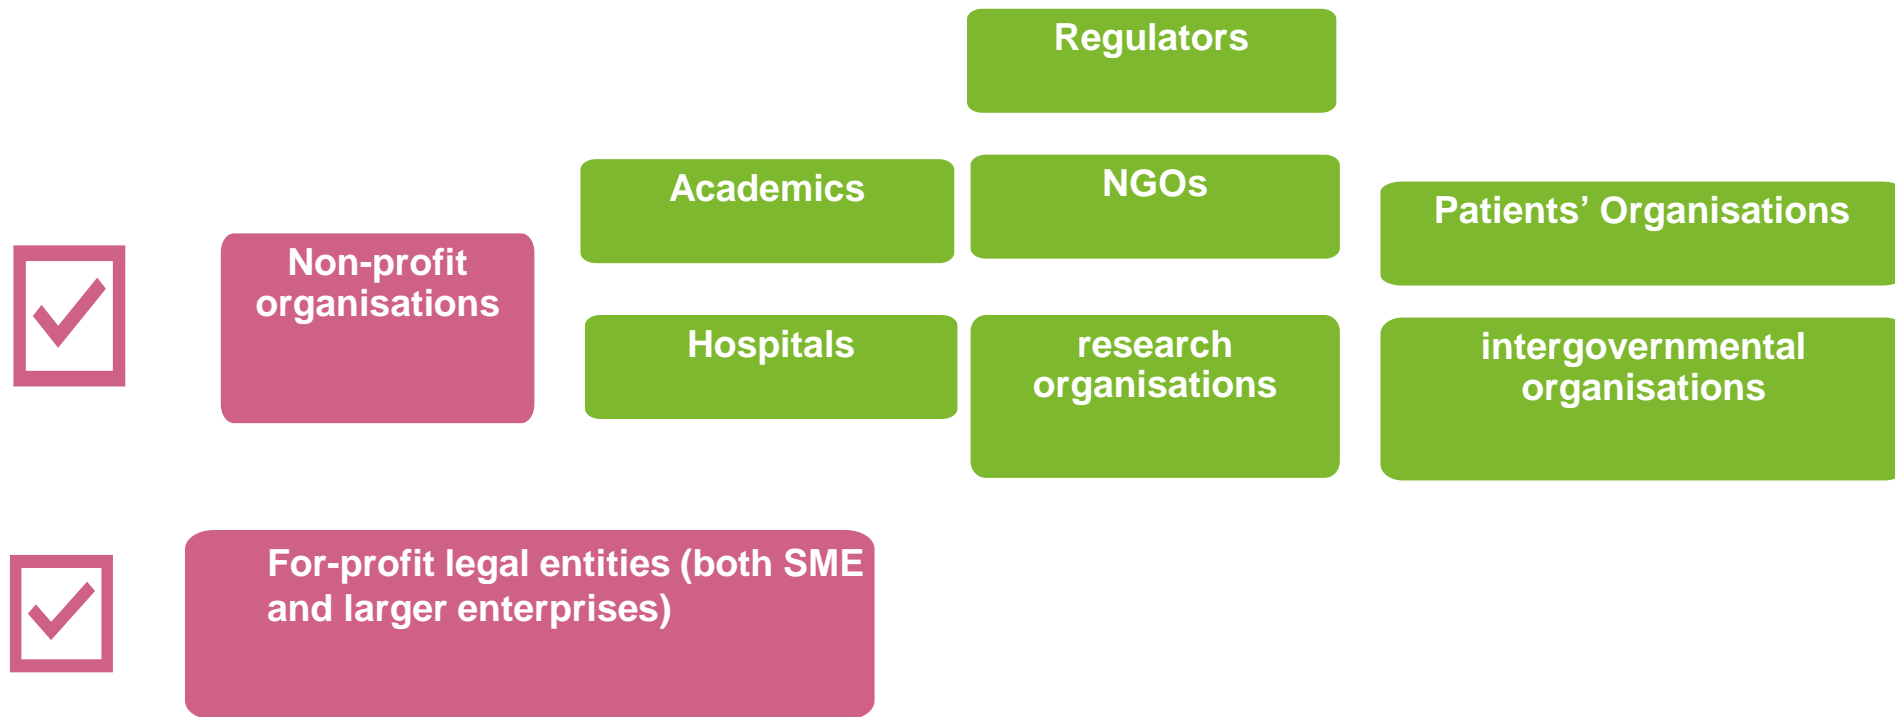 Regulators
Academics
NGOs
Patients’ Organisations
Non-profit
organisations
Hospitals
research
organisations
intergovernmental
organisations
For-profit legal entities (both SME
and larger enterprises)